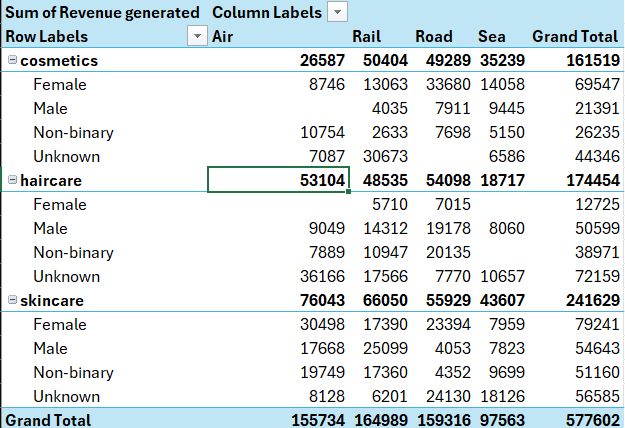 Sum of Revenue generated Column Labels
Row Labels Air Rail Road Sea Grand Total
cosmetics 26587 50404 49289 35239 161519
Female 8746 13063 33680 14058 69547
Male 4035 7911 9445 21391
Non-binary 10754 2633 7698 5150 26235
Unknown 7087 30673 6586 44346
haircare 53104 48535 54098 18717 174454
Female 5710 7015 12725
Male 9049 14312 19178 8060 50599
Non-binary 7889 10947 20135 38971
Unknown 36166 17566 7770 10657 72159
skincare 76043 66050 55929 43607 241629
Female 30498 17390 23394 7959 79241
Male 17668 25099 4053 7823 54643
Non-binary 19749 17360 4352 9699 51160
Unknown 8128 6201 24130 18126 56585
Grand Total 155734 164989 159316 97563 577602